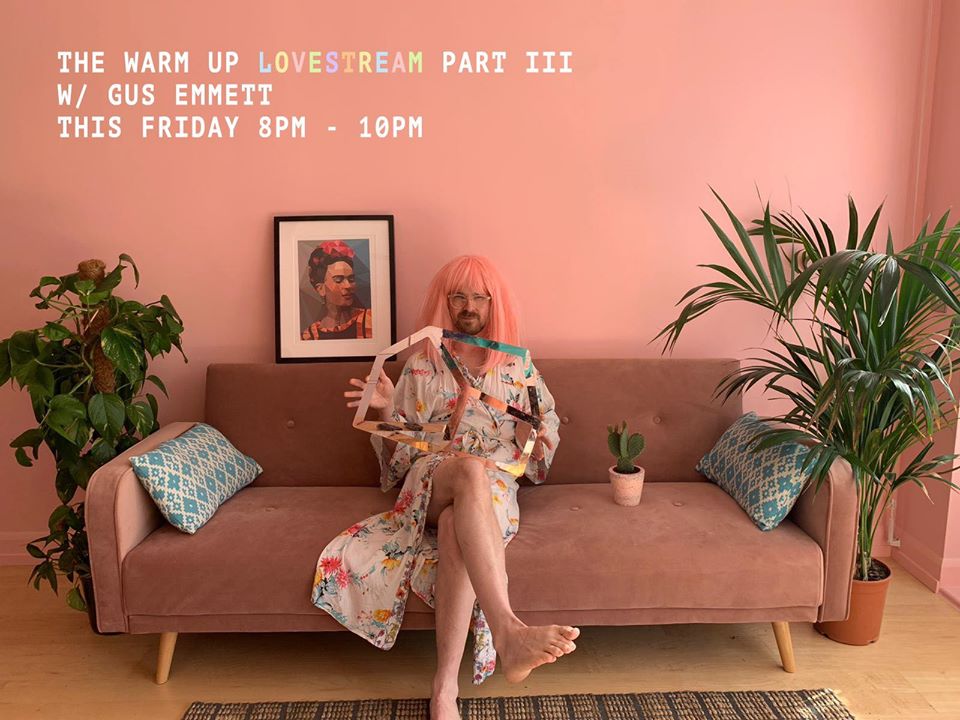 THE WARM UP LOVESTREAM PART III
W/ GUS EMMETT
THIS FRIDAY 8PM - 10PM